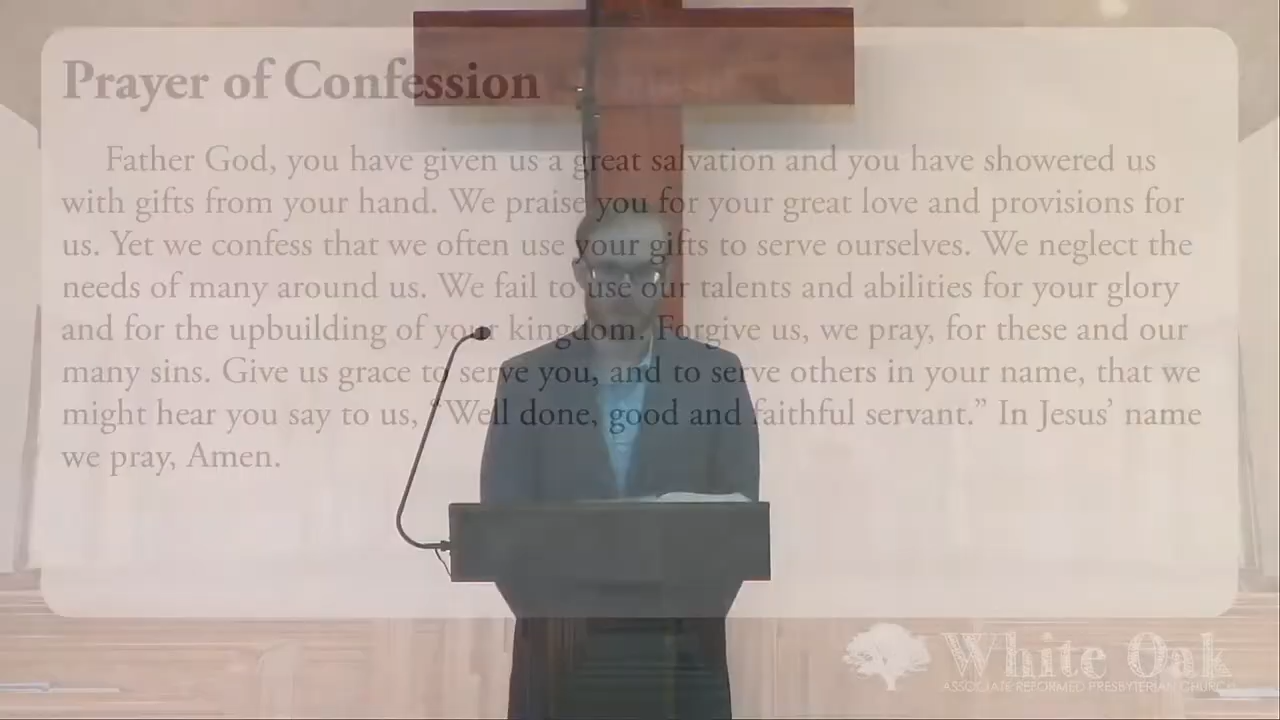 Prayer of Confession
Father God, you have given us a great salvation and you have showered us
with gifts from your hand. We praise you for your great love and provisions for
us. Yet we confess that we often use your gifts to serve ourselves. We neglect the
needs of many around us. We fail to use our talents and abilities for your glory
and for the upbuilding of your kingdom. Forgive us, we pray, for these and our
many sins. Give us grace to serve you, and to serve others in your name, that we
might hear you say to us, “Well done, good and faithful servant.” In Jesus’ name
we pray, Amen.
White Oak
ASSOCIATE REFORMED PRESBYTERIAN CHURCH